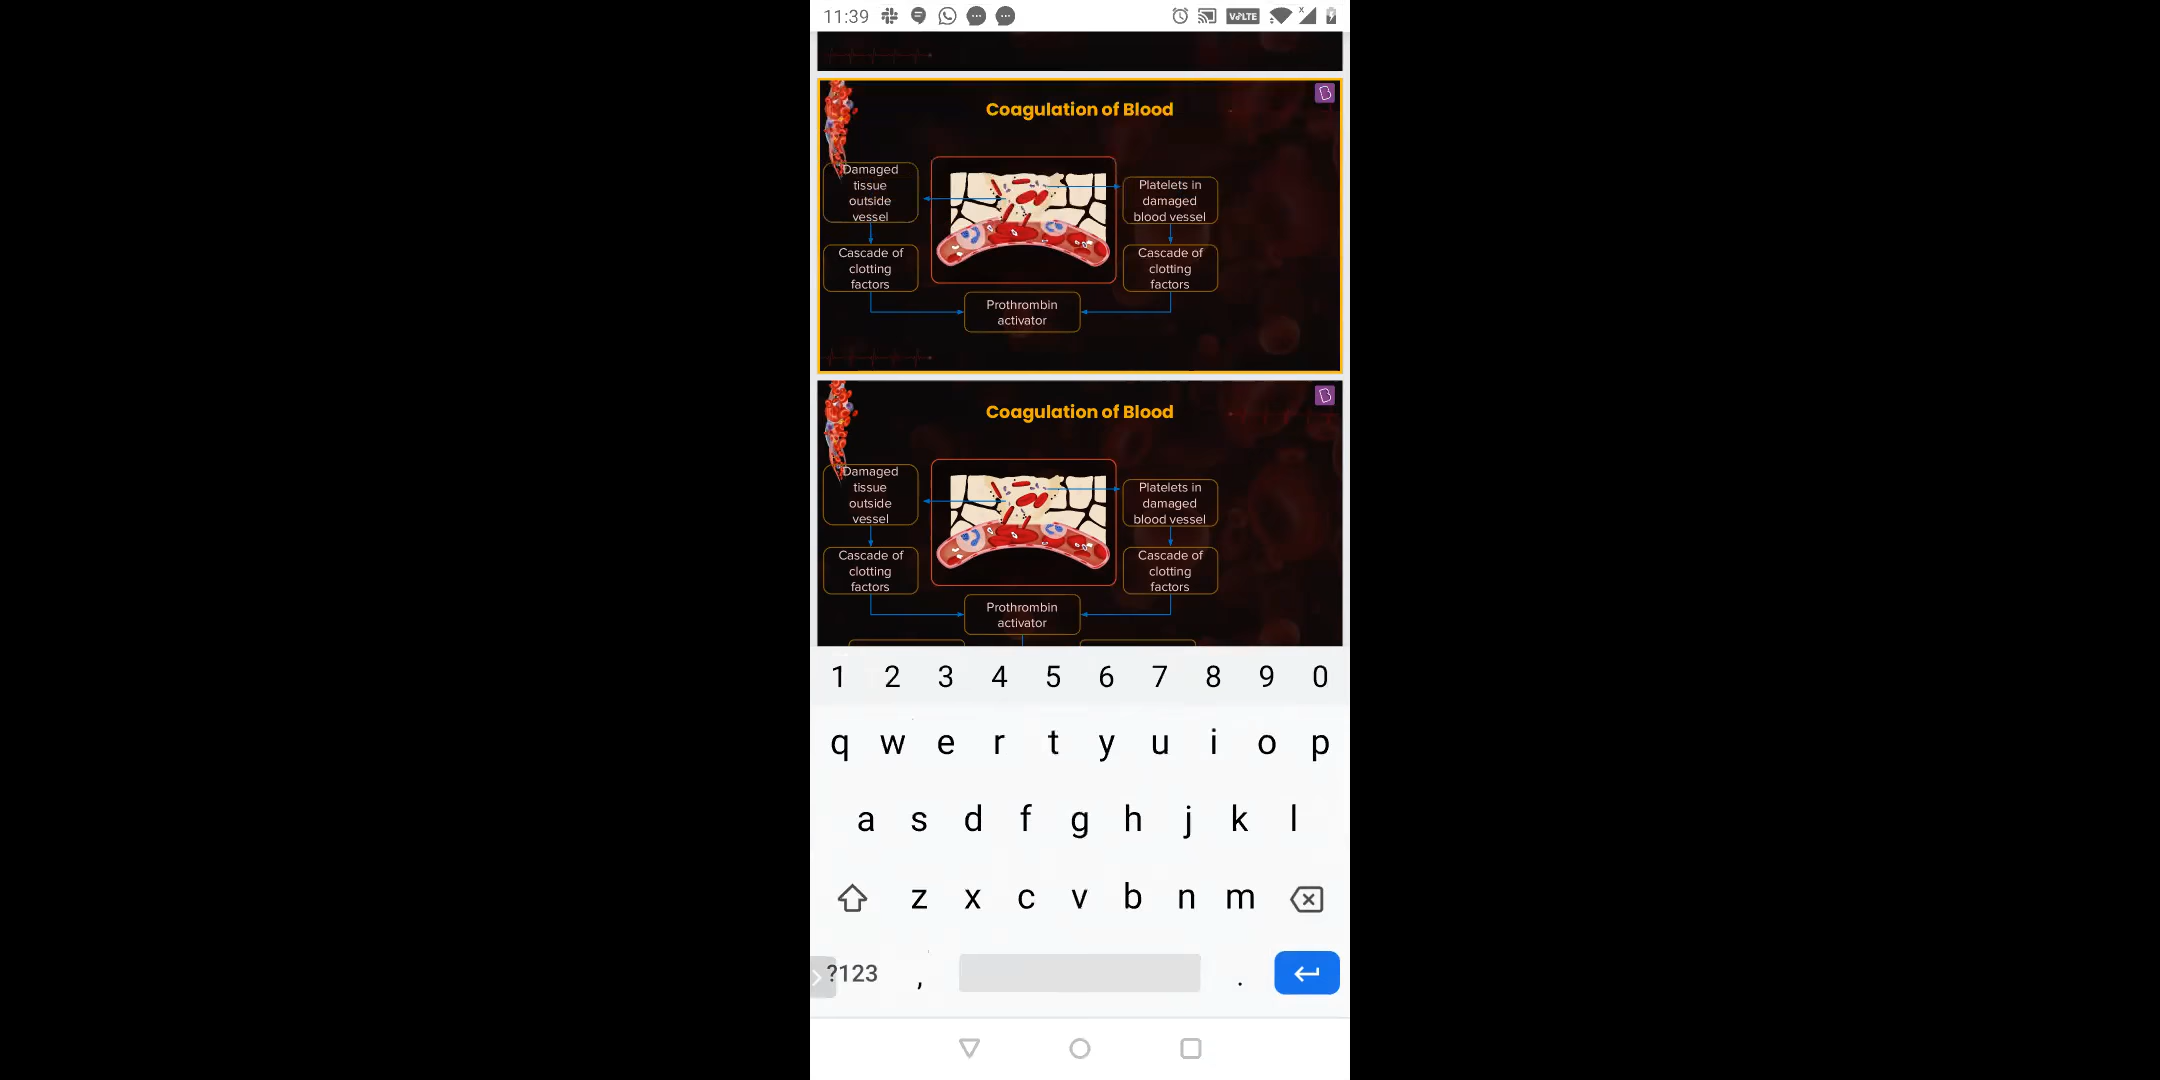 11:39
VoLTE
x
Coagulation of Blood
Damaged
tissue
outside
vessel
Platelets in
damaged
blood vessel
Cascade of
clotting
factors
Cascade of
clotting
factors
Prothrombin
activator
Coagulation of Blood
Damaged
tissue
outside
vessel
Platelets in
damaged
blood vessel
Cascade of
clotting
factors
Cascade of
clotting
factors
Prothrombin
activator
1 2 3 4 5 6 7 8 9 0
q w e r t y u i o p
a s d f g h j k l
z x c v b n m
?123 , .